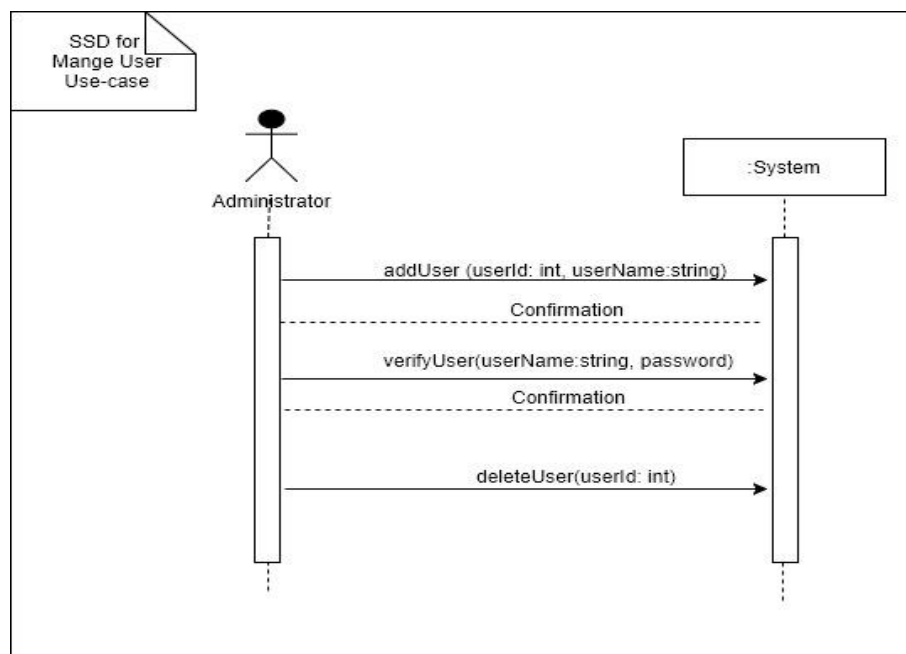 SSD for
Mange User
Use-case
Administrator
:System
addUser (userId: int, userName:string)
Confirmation
verifyUser(userName:string, password)
Confirmation
deleteUser(userId: int)